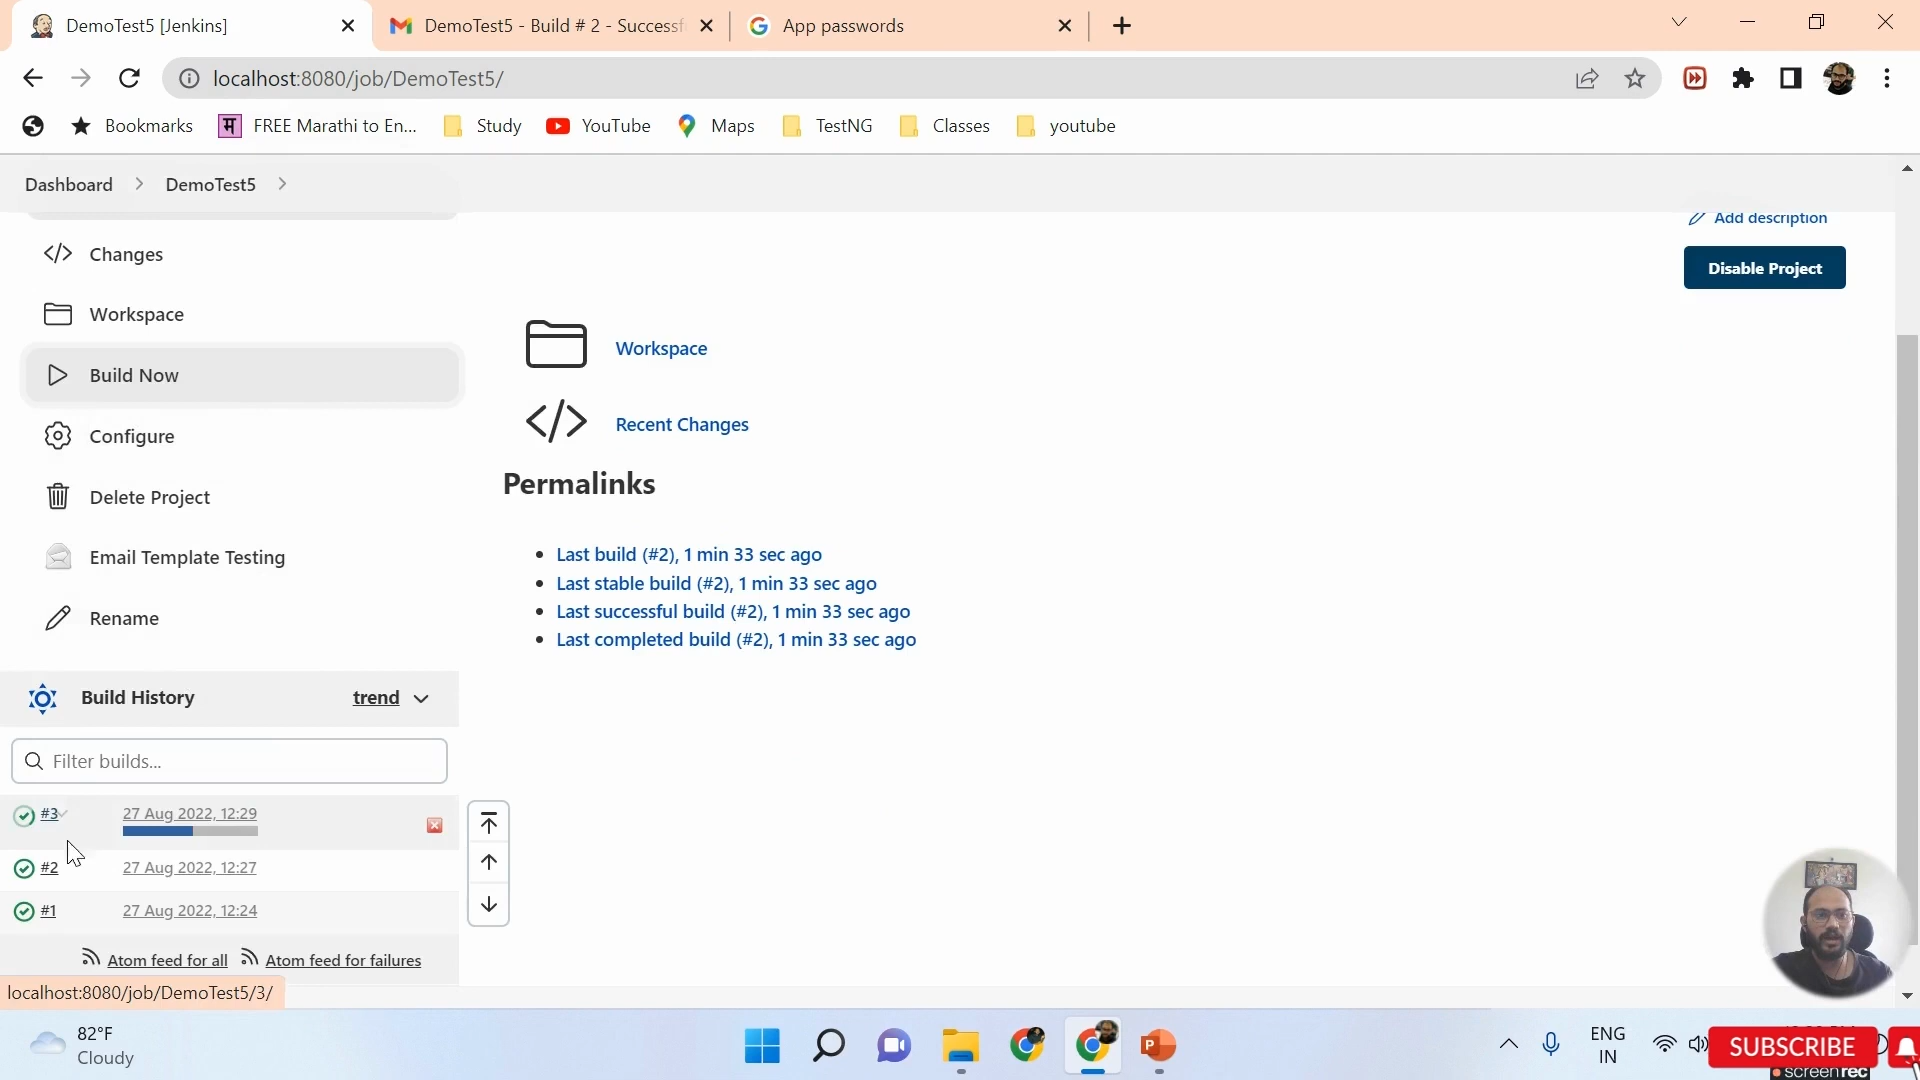 DemoTest5 [Jenkins]
DemoTest5 - Build # 2 - Successf
App passwords
localhost:8080/job/DemoTest5/
Bookmarks
म
FREE Marathi to En...
Study
YouTube
Maps
TestNG
Classes
youtube
Dashboard
DemoTest5
Add description
Disable Project
Changes
Workspace
Build Now
Configure
Delete Project
Email Template Testing
Rename
Workspace
Recent Changes
Permalinks
Last build (#2), 1 min 33 sec ago
Last stable build (#2), 1 min 33 sec ago
Last successful build (#2), 1 min 33 sec ago
Last completed build (#2), 1 min 33 sec ago
Build History
trend
Filter builds...
#3 27 Aug 2022, 12:29
#2 27 Aug 2022, 12:27
#1 27 Aug 2022, 12:24
Atom feed for all
Atom feed for failures
localhost:8080/job/DemoTest5/3/
82°F
Cloudy
ENG
IN
SUBSCRIBE
screenrec